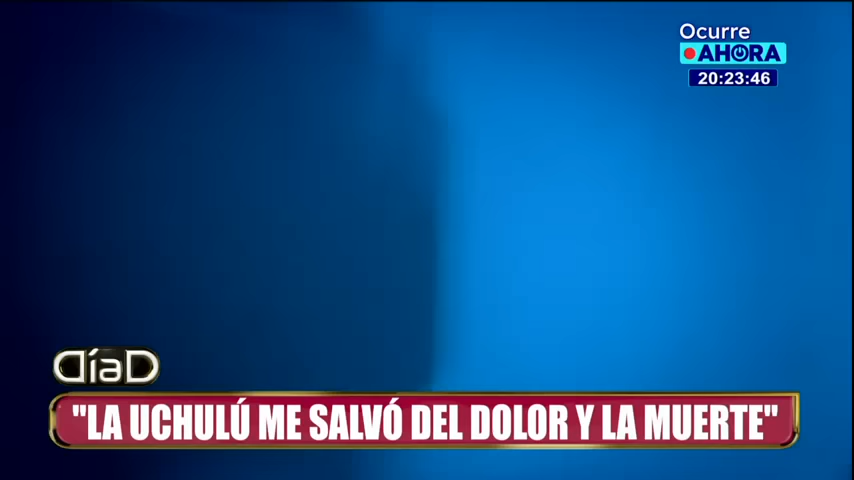 Ocurre
AHORA
20:23:46
DíaD
"LA UCHULÚ ME SALVÓ DEL DOLOR Y LA MUERTE"